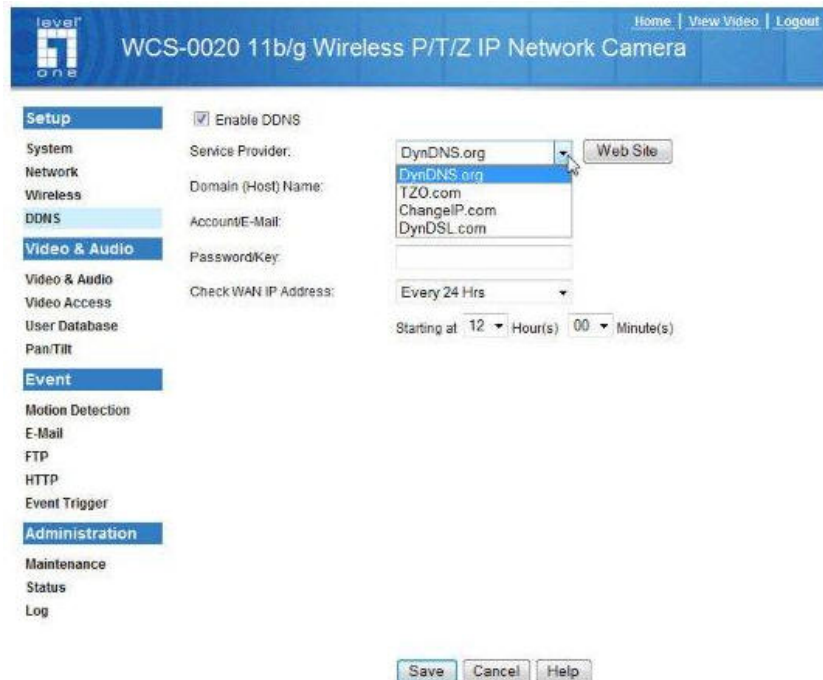 level
one
Home | View Video | Logout
WCS-0020 11b/g Wireless P/T/Z IP Network Camera
Setup
System
Network
Wireless
DDNS
Video & Audio
Video & Audio
Video Access
User Database
Pan/Tilt
Event
Motion Detection
E-Mail
FTP
HTTP
Event Trigger
Administration
Maintenance
Status
Log
Enable DDNS
Service Provider:
DynDNS.org
Web Site
DynDNS.org
TZO.com
ChangeIP.com
DynDSL.com
Domain (Host) Name:
Account/E-Mail:
Password/Key:
Check WAN IP Address:
Every 24 Hrs
Starting at 12 Hour(s) 00 Minute(s)
Save Cancel Help